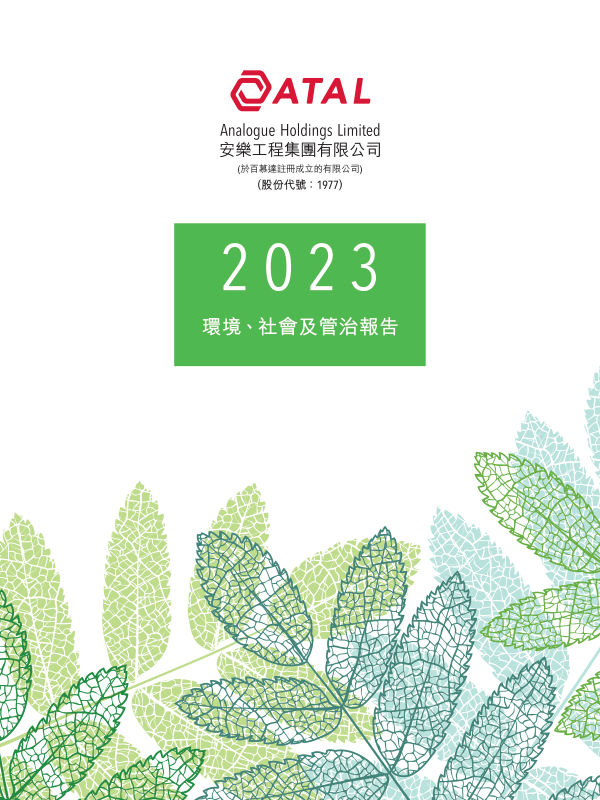 ATAL
Analogue Holdings Limited
安樂工程集團有限公司
(於百慕達註冊成立的有限公司)
(股份代號：1977)
2023
環境、社會及管治報告